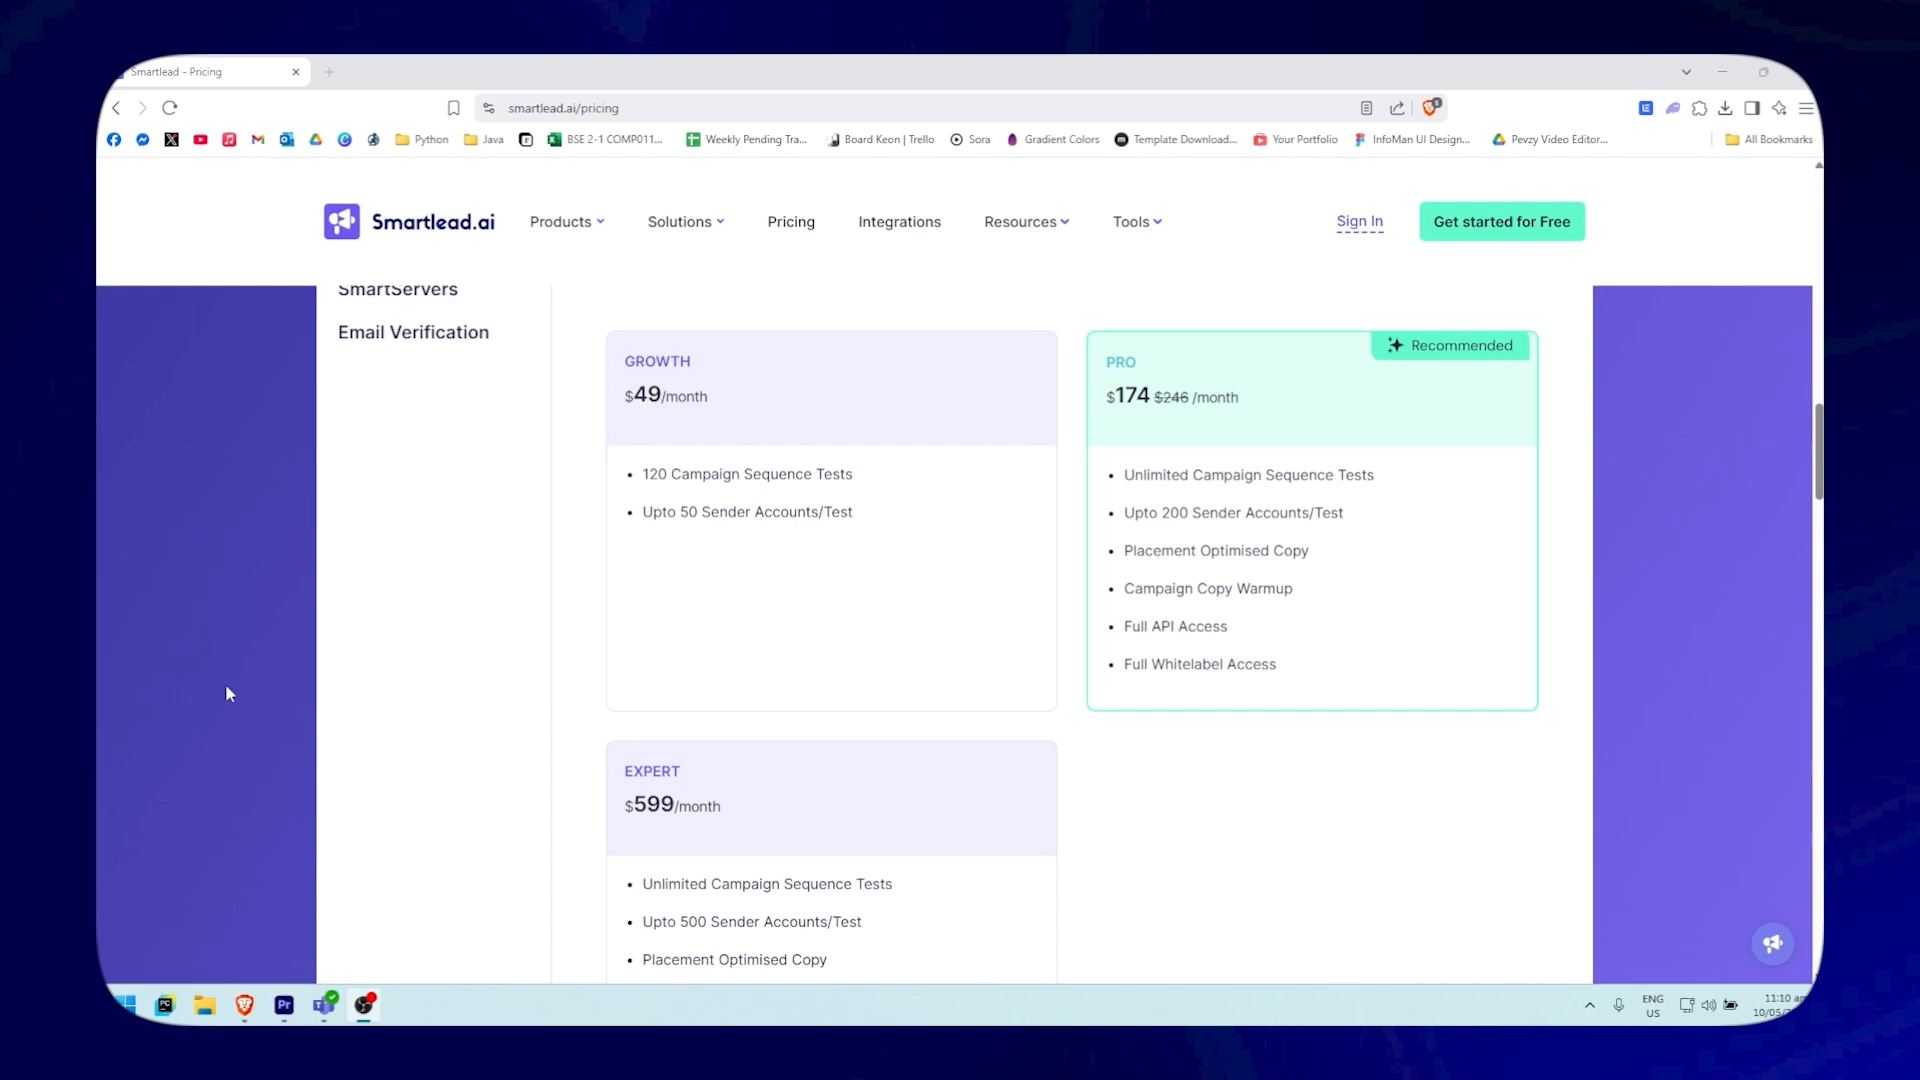 Smartlead - Pricing
smartlead.ai/pricing
Python
Java
BSE 2-1 COMP011...
Weekly Pending Tra...
Board Keon | Trello
Sora
Gradient Colors
Template Download...
Your Portfolio
InfoMan UI Design...
Pevzy Video Editor...
All Bookmarks
Smartlead.ai
Products
Solutions
Pricing
Integrations
Resources
Tools
Sign In
Get started for Free
SmartServers
Email Verification
GROWTH
$49/month
• 120 Campaign Sequence Tests
• Upto 50 Sender Accounts/Test
Recommended
PRO
$174 $246 /month
• Unlimited Campaign Sequence Tests
• Upto 200 Sender Accounts/Test
• Placement Optimised Copy
• Campaign Copy Warmup
• Full API Access
• Full Whitelabel Access
EXPERT
$599/month
• Unlimited Campaign Sequence Tests
• Upto 500 Sender Accounts/Test
• Placement Optimised Copy
Pr
ENG
US
11:10 am
10/05/